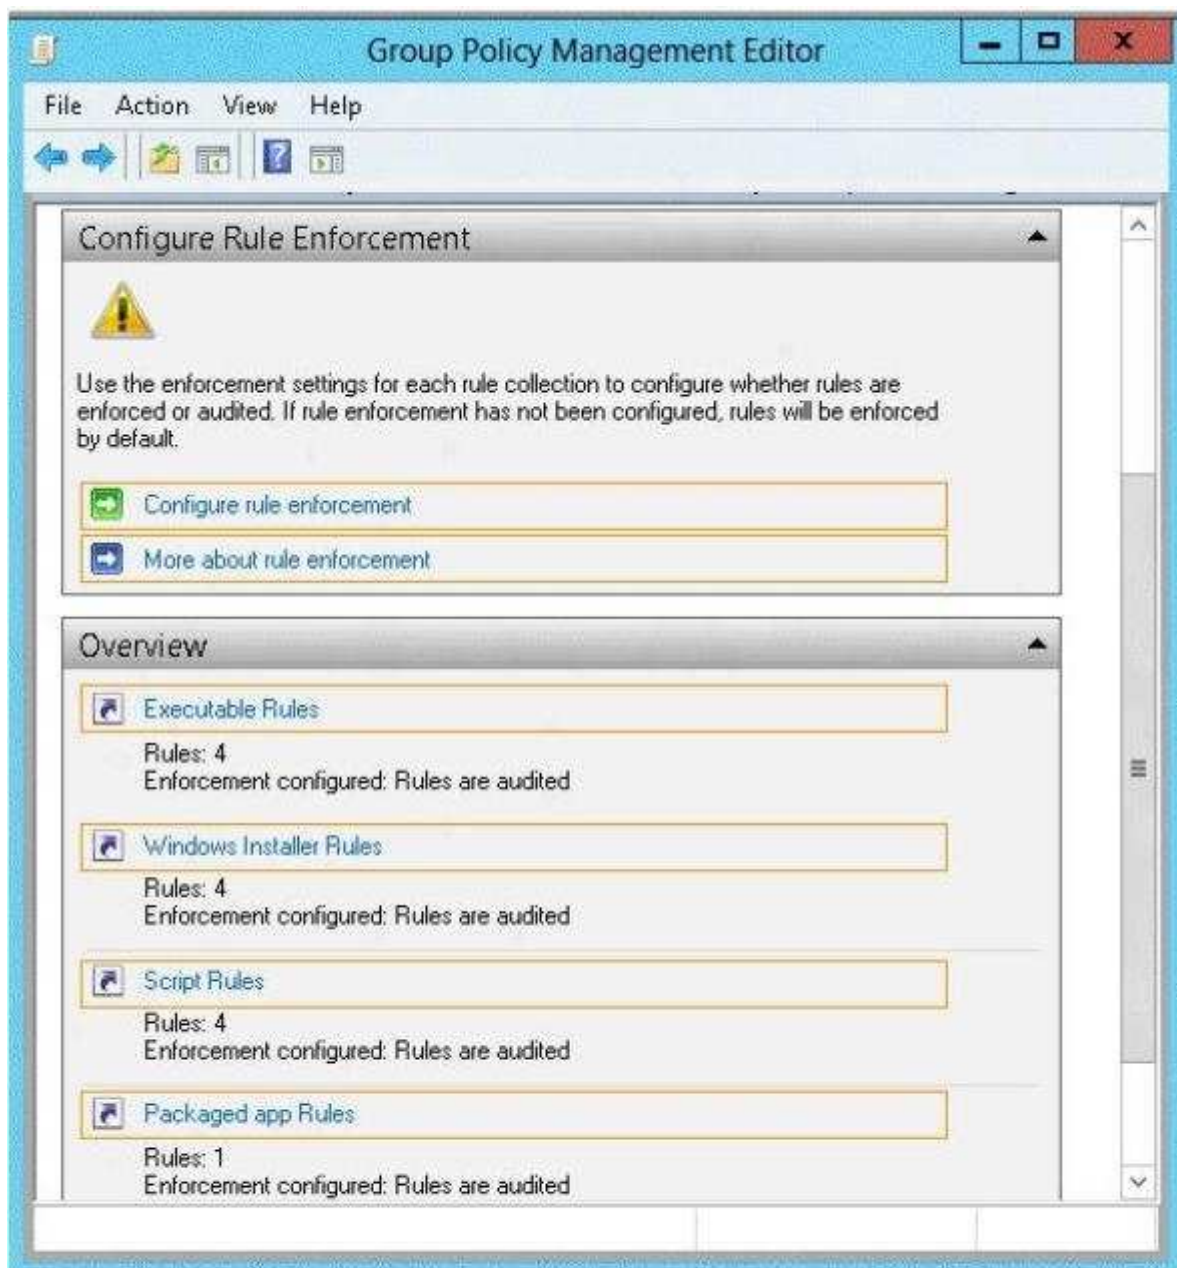 Group Policy Management Editor
File Action View Help
Configure Rule Enforcement
Use the enforcement settings for each rule collection to configure whether rules are
enforced or audited. If rule enforcement has not been configured, rules will be enforced
by default.
Configure rule enforcement
More about rule enforcement
Overview
Executable Rules
Rules: 4
Enforcement configured: Rules are audited
Windows Installer Rules
Rules: 4
Enforcement configured: Rules are audited
Script Rules
Rules: 4
Enforcement configured: Rules are audited
Packaged app Rules
Rules: 1
Enforcement configured: Rules are audited